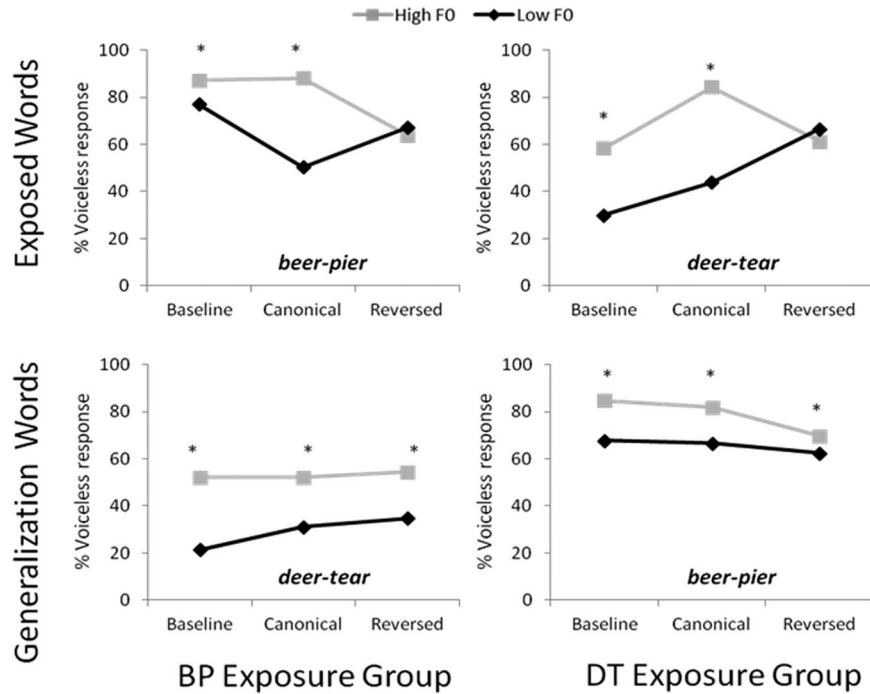 High F0 Low F0
Exposed Words
% Voiceless response
100
80
60
40
20
0
* *
beer-pier
Baseline Canonical Reversed
% Voiceless response
100
80
60
40
20
0
* *
deer-tear
Baseline Canonical Reversed
Generalization Words
% Voiceless response
100
80
60
40
20
0
* * *
deer-tear
Baseline Canonical Reversed
BP Exposure Group
% Voiceless response
100
80
60
40
20
0
* * *
beer-pier
Baseline Canonical Reversed
DT Exposure Group